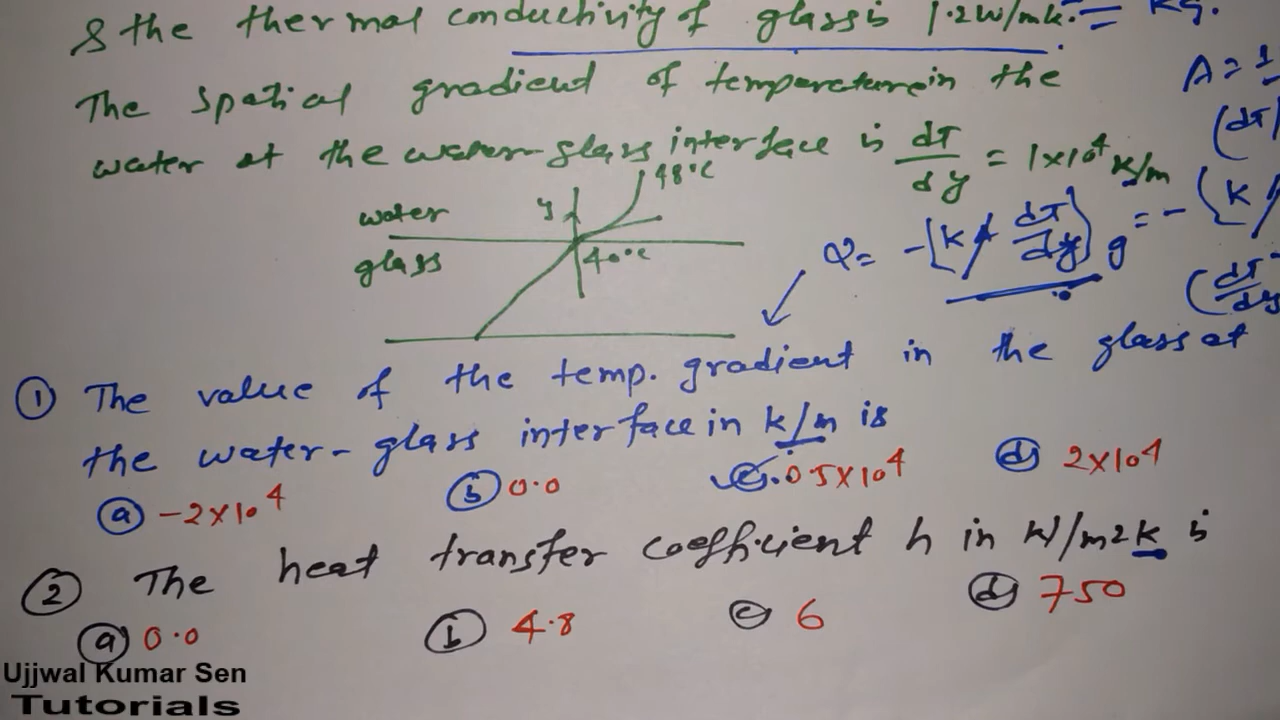 & the thermal conductivity of glass is 1.2W/mk. = kg.
The spatial gradient of temperature in the A = 1
water at the water-glass interface is dT/dy = 1×10⁴ k/m (dT/
water y 48°C
glass 40°C Q = -[kA dT/dy]g = -[k/
(dT/dy
① The value of the temp. gradient in the glass at
the water-glass interface in k/m is
ⓐ -2×10⁴ ⓑ 0.0 ⓒ 0.5×10⁴ ⓓ 2×10⁴
② The heat transfer coefficient h in W/m2k is
ⓐ 0.0 ⓑ 4.8 ⓒ 6 ⓓ 750
Ujjwal Kumar Sen
Tutorials